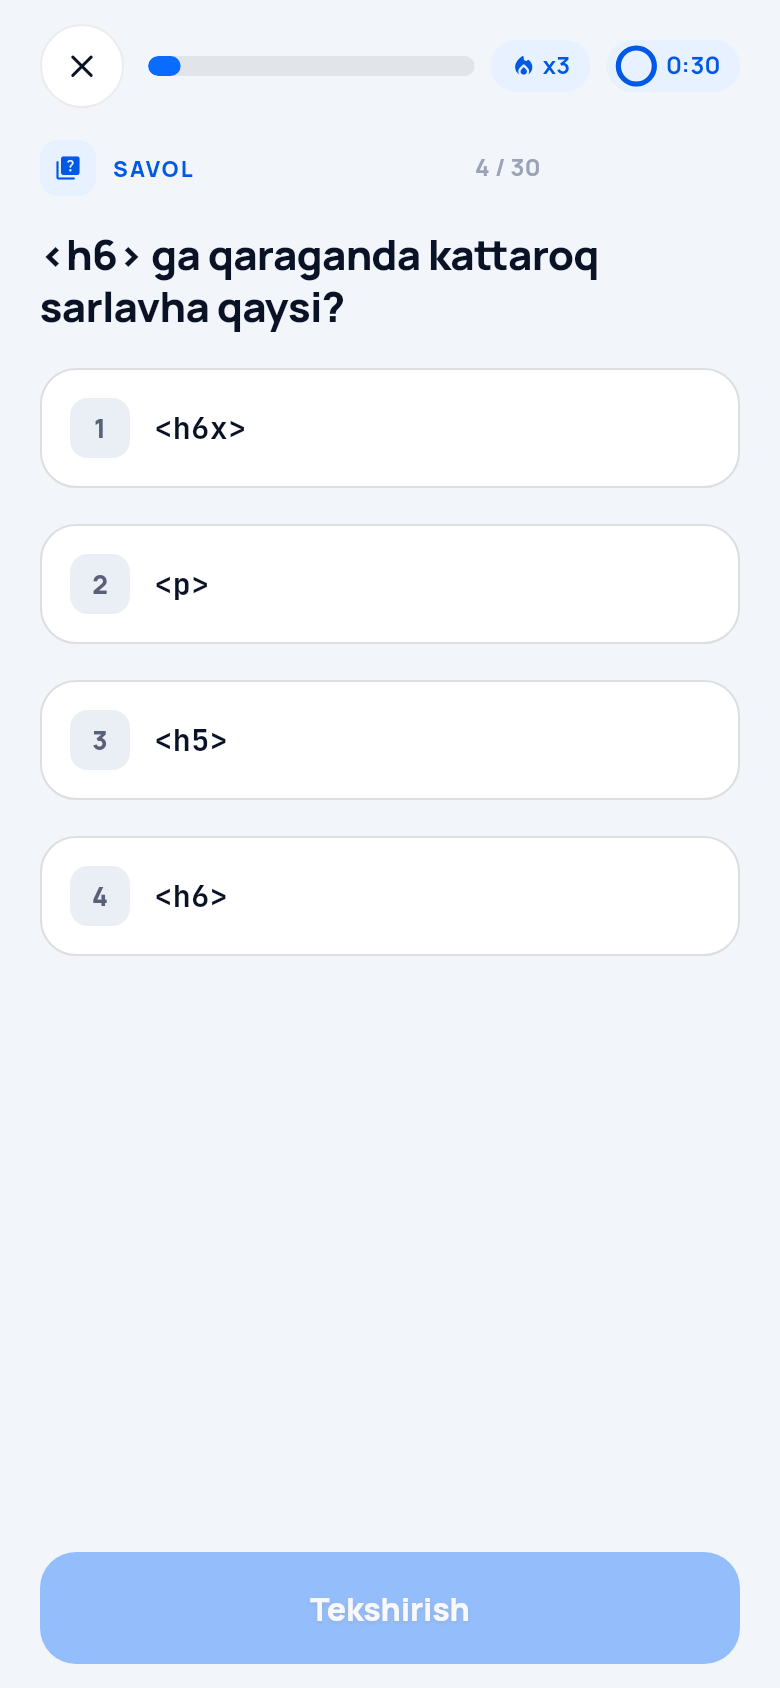 x3
0:30
SAVOL
4 / 30
<h6> ga qaraganda kattaroq
sarlavha qaysi?
1 <h6x>
2 <p>
3 <h5>
4 <h6>
Tekshirish